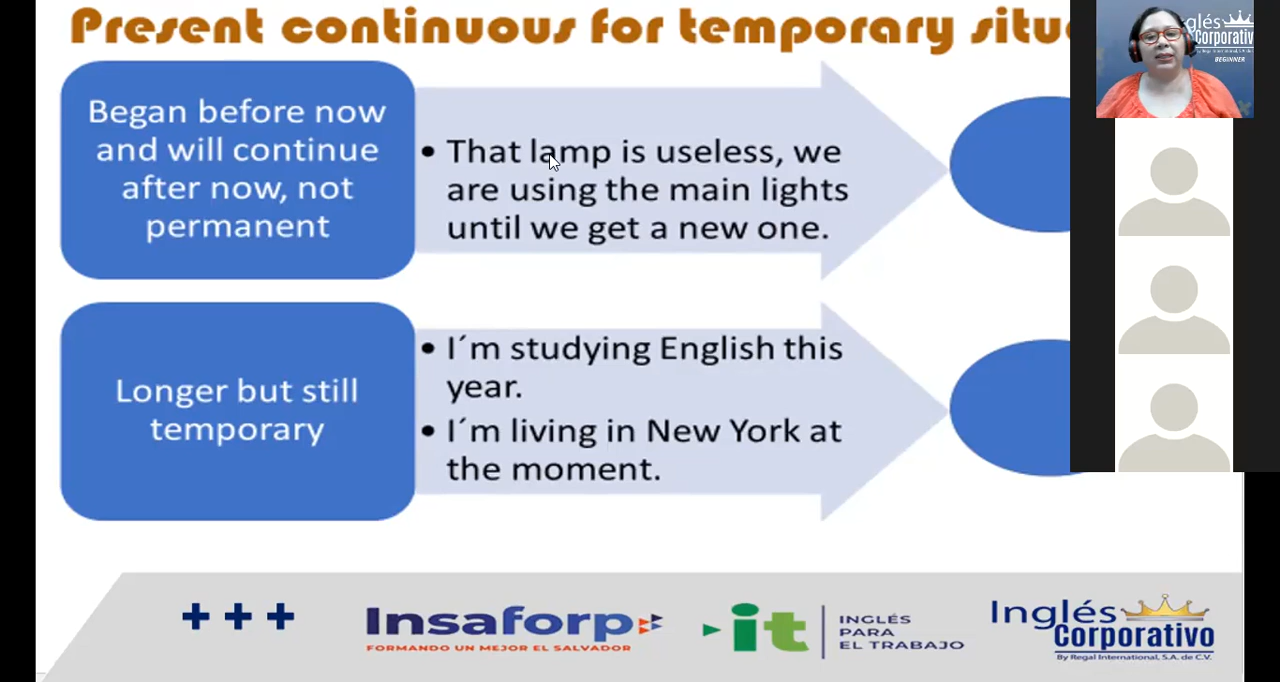 Present continuous for temporary situ
Began before now
and will continue
after now, not
permanent
• That lamp is useless, we
are using the main lights
until we get a new one.
Longer but still
temporary
• I´m studying English this
year.
• I´m living in New York at
the moment.
glés
Corporativo
BEGINNER
+ + +
Insaforp
FORMANDO UN MEJOR EL SALVADOR
it
INGLÉS
PARA
EL TRABAJO
Inglés
Corporativo
By Regal International, S.A. de C.V.